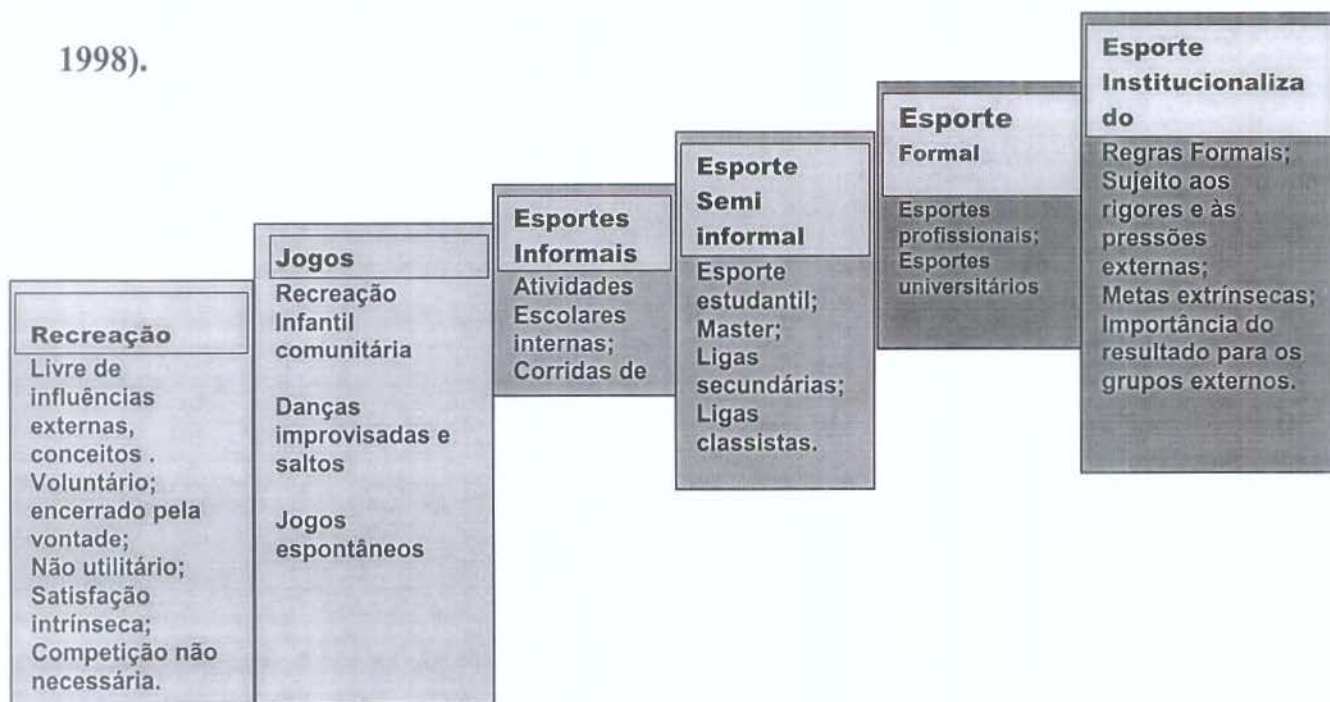 1998).
Recreação
Livre de
influências
externas,
conceitos .
Voluntário;
encerrado pela
vontade;
Não utilitário;
Satisfação
intrínseca;
Competição não
necessária.
Jogos
Recreação
Infantil
comunitária
Danças
improvisadas e
saltos
Jogos
espontâneos
Esportes
Informais
Atividades
Escolares
internas;
Corridas de
Esporte
Semi
informal
Esporte
estudantil;
Master;
Ligas
secundárias;
Ligas
classistas.
Esporte
Formal
Esportes
profissionais;
Esportes
universitários
Esporte
Institucionaliza
do
Regras Formais;
Sujeito aos
rigores e às
pressões
externas;
Metas extrínsecas;
Importância do
resultado para os
grupos externos.